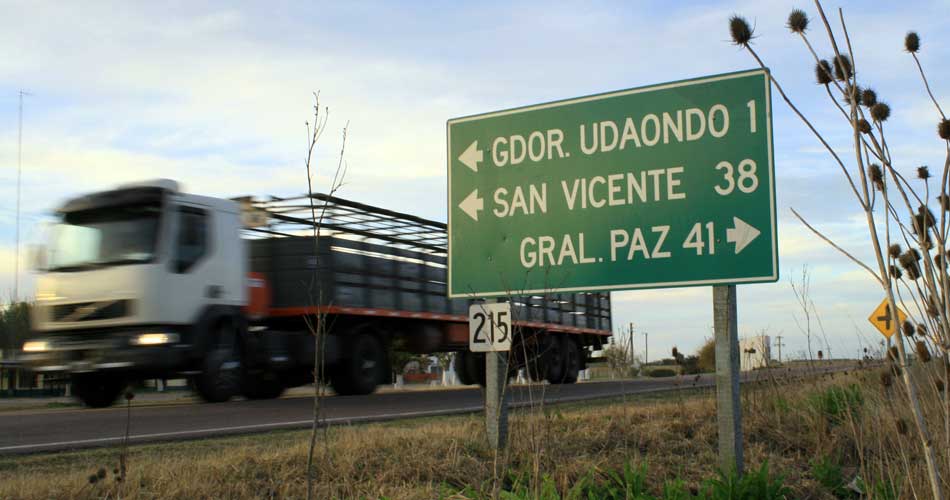 GDOR. UDAONDO 1
SAN VICENTE 38
GRAL. PAZ 41
215